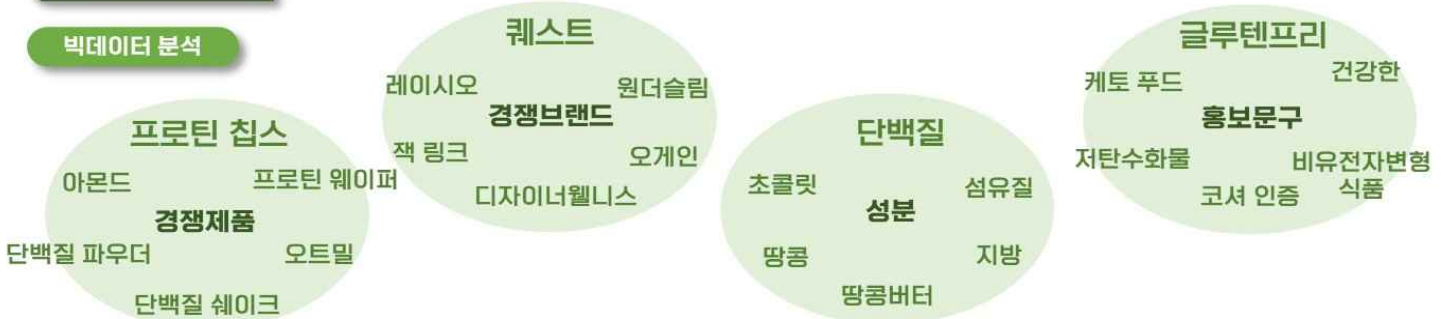 빅데이터 분석
프로틴 칩스
아몬드
프로틴 웨이퍼
경쟁제품
단백질 파우더
오트밀
단백질 쉐이크
퀘스트
레이시오
원더슬림
경쟁브랜드
잭 링크
오게인
디자이너웰니스
단백질
초콜릿
섬유질
성분
땅콩
지방
땅콩버터
글루텐프리
케토 푸드
건강한
홍보문구
저탄수화물
비유전자변형
식품
코셔 인증